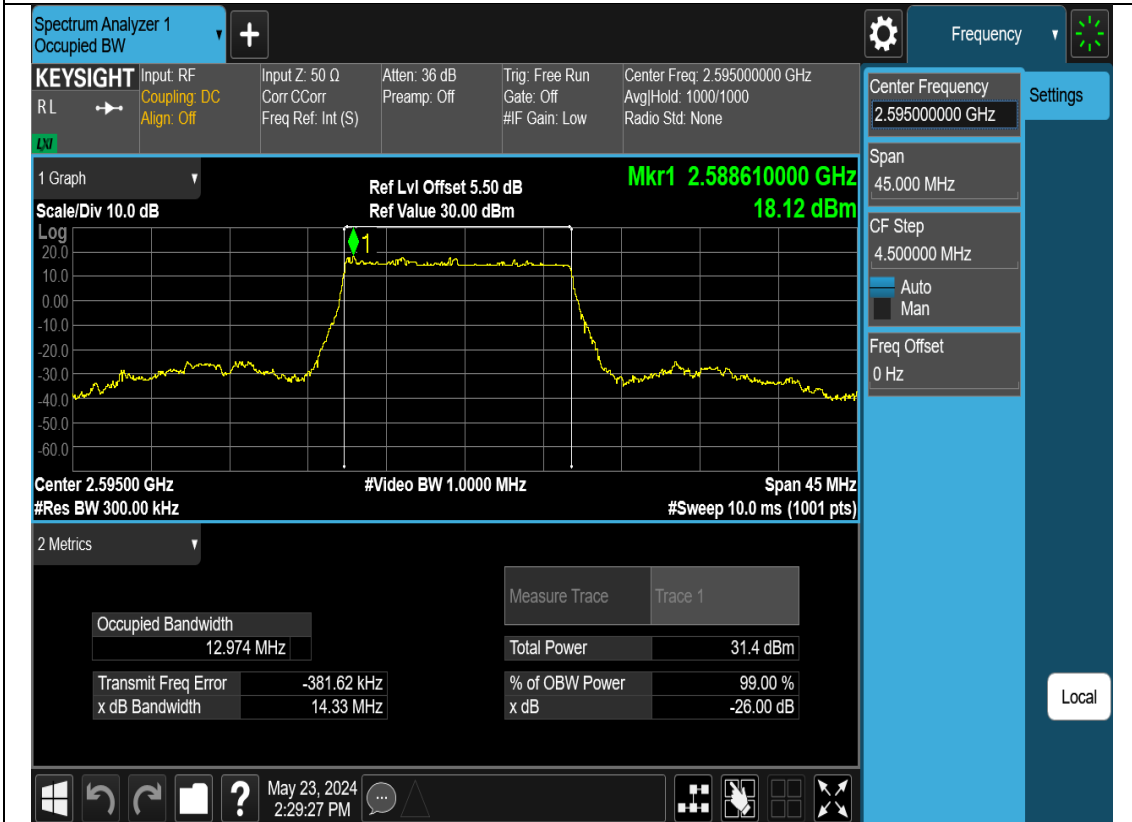 Spectrum Analyzer 1
Occupied BW
Frequency
KEYSIGHT
RL
LXI
Input: RF
Coupling: DC
Align: Off
Input Z: 50 Ω
Corr CCorr
Freq Ref: Int (S)
Atten: 36 dB
Preamp: Off
Trig: Free Run
Gate: Off
#IF Gain: Low
Center Freq: 2.595000000 GHz
Avg|Hold: 1000/1000
Radio Std: None
Center Frequency
2.595000000 GHz
Settings
Span
45.000 MHz
CF Step
4.500000 MHz
Auto
Man
Freq Offset
0 Hz
Local
1 Graph
Scale/Div 10.0 dB
Ref Lvl Offset 5.50 dB
Ref Value 30.00 dBm
Mkr1 2.588610000 GHz
18.12 dBm
Log
1
20.0
10.0
0.00
-10.0
-20.0
-30.0
-40.0
-50.0
-60.0
Center 2.59500 GHz
#Video BW 1.0000 MHz
Span 45 MHz
#Res BW 300.00 kHz
#Sweep 10.0 ms (1001 pts)
2 Metrics
Measure Trace Trace 1
Occupied Bandwidth
12.974 MHz
Total Power 31.4 dBm
Transmit Freq Error -381.62 kHz
% of OBW Power 99.00 %
x dB Bandwidth 14.33 MHz
x dB -26.00 dB
May 23, 2024
2:29:27 PM